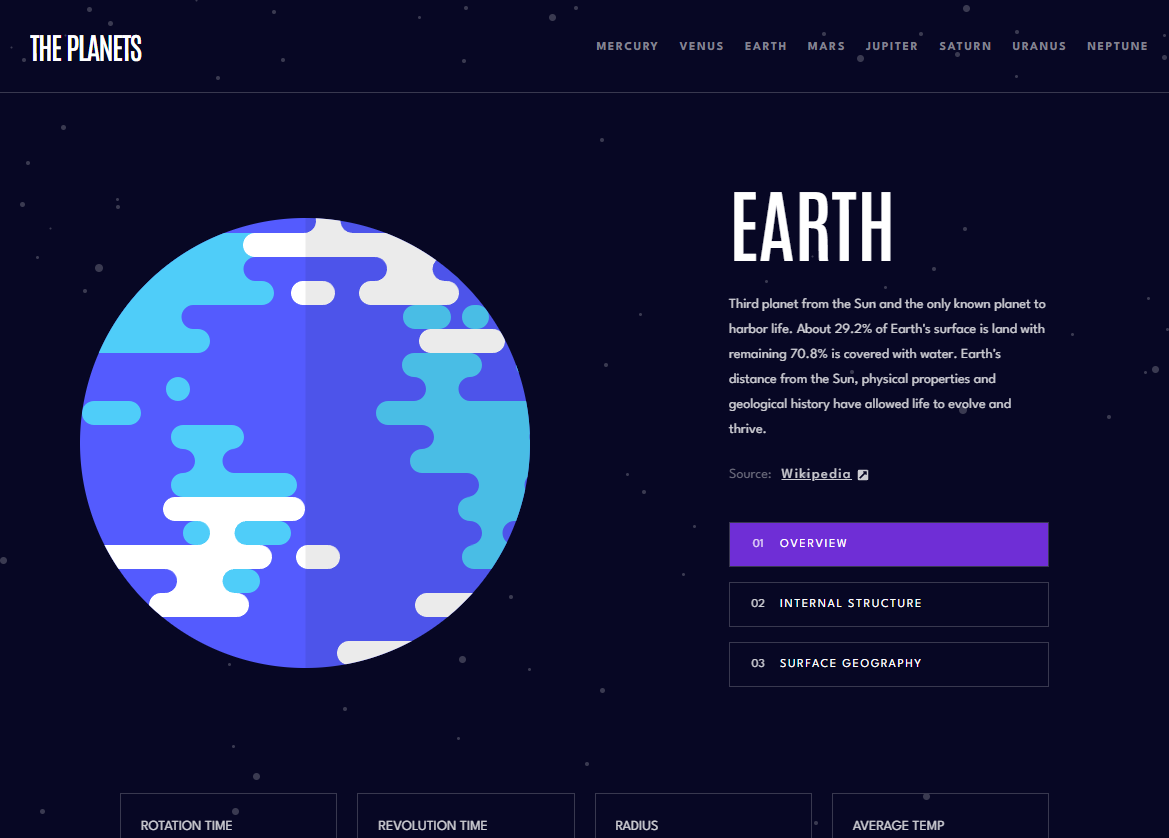 THE PLANETS
MERCURY VENUS EARTH MARS JUPITER SATURN URANUS NEPTUNE
EARTH
Third planet from the Sun and the only known planet to
harbor life. About 29.2% of Earth's surface is land with
remaining 70.8% is covered with water. Earth's
distance from the Sun, physical properties and
geological history have allowed life to evolve and
thrive.
Source: Wikipedia
01 OVERVIEW
02 INTERNAL STRUCTURE
03 SURFACE GEOGRAPHY
ROTATION TIME REVOLUTION TIME RADIUS AVERAGE TEMP